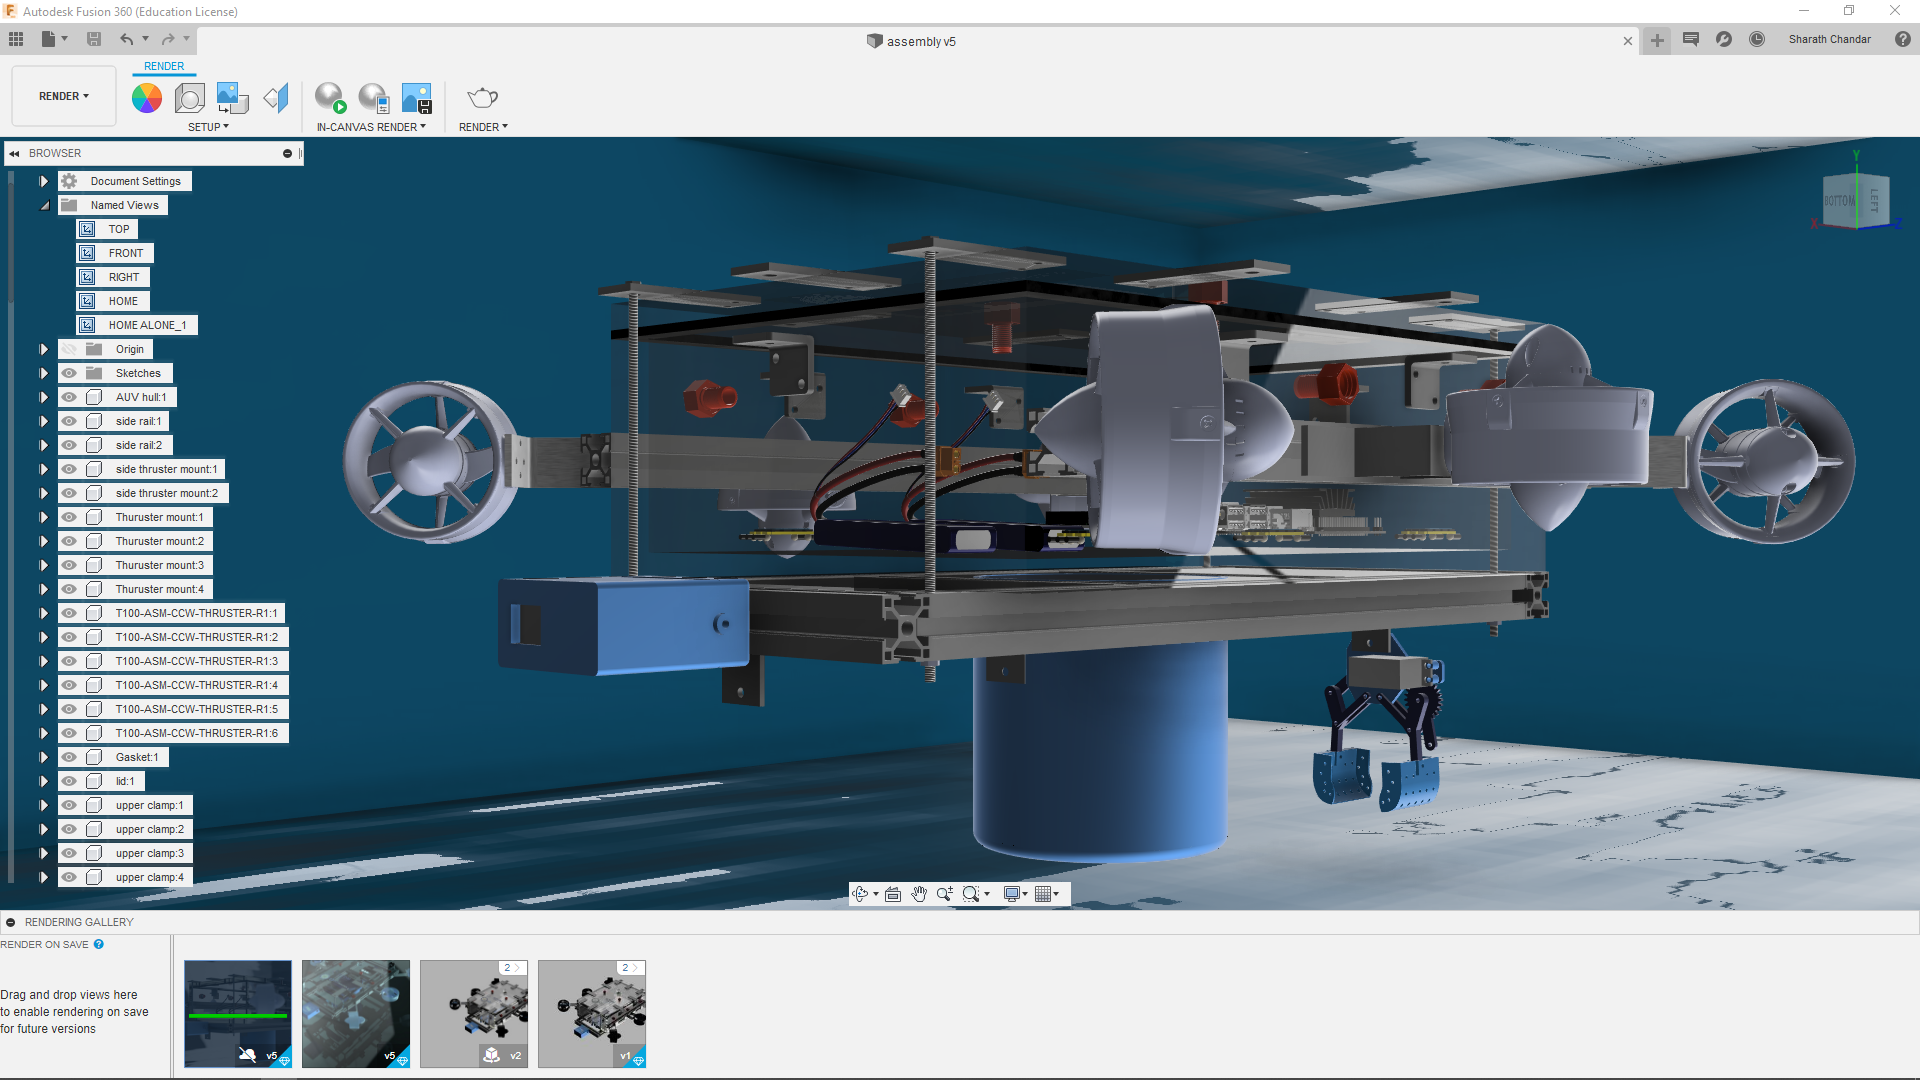 Autodesk Fusion 360 (Education License)
assembly v5
Sharath Chandar
RENDER
RENDER
SETUP
IN-CANVAS RENDER
RENDER
BROWSER
Document Settings
Named Views
TOP
FRONT
RIGHT
HOME
HOME ALONE_1
Origin
Sketches
AUV hull:1
side rail:1
side rail:2
side thruster mount:1
side thruster mount:2
Thuruster mount:1
Thuruster mount:2
Thuruster mount:3
Thuruster mount:4
T100-ASM-CCW-THRUSTER-R1:1
T100-ASM-CCW-THRUSTER-R1:2
T100-ASM-CCW-THRUSTER-R1:3
T100-ASM-CCW-THRUSTER-R1:4
T100-ASM-CCW-THRUSTER-R1:5
T100-ASM-CCW-THRUSTER-R1:6
Gasket:1
lid:1
upper clamp:1
upper clamp:2
upper clamp:3
upper clamp:4
Y
BOTTOM
LEFT
X
Z
RENDERING GALLERY
RENDER ON SAVE
Drag and drop views here
to enable rendering on save
for future versions
v5
v5
2
v2
2
v1